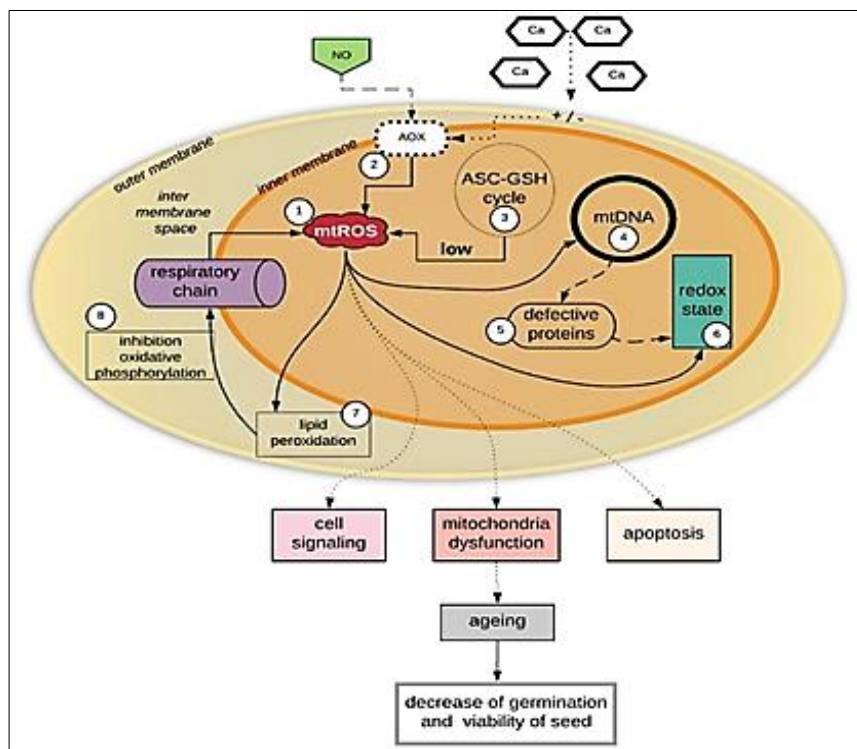 NO
Ca
Ca
Ca
Ca
+ / -
outer membrane
inner membrane
AOX
2
inter
membrane
space
1
mtROS
ASC-GSH
cycle
3
low
mtDNA
4
respiratory
chain
5
defective
proteins
redox
state
6
8
inhibition
oxidative
phosphorylation
7
lipid
peroxidation
cell
signaling
mitochondria
dysfunction
apoptosis
ageing
decrease of germination
and viability of seed